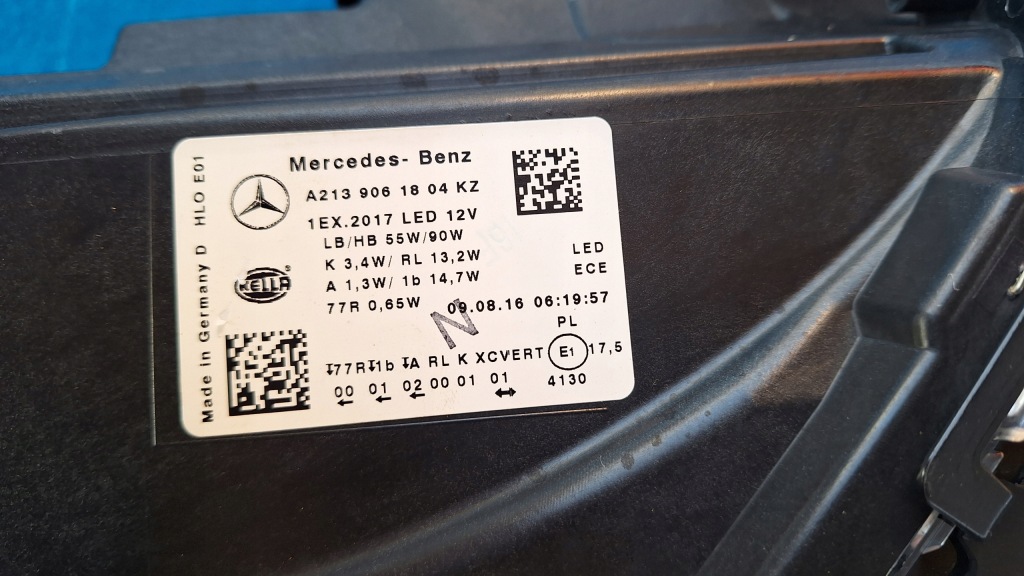 Mercedes- Benz
A213 906 18 04 KZ
1EX.2017 LED 12V
LB/HB 55W/90W
K 3,4W/ RL 13,2W
A 1,3W/ 1b 14,7W
77R 0,65W
LED
ECE
09.08.16 06:19:57
PL
N
77R 1b A RL K XCVERT E1 17,5
00 01 02 00 01 01 4130
HELLA
Made in Germany D HLO E01